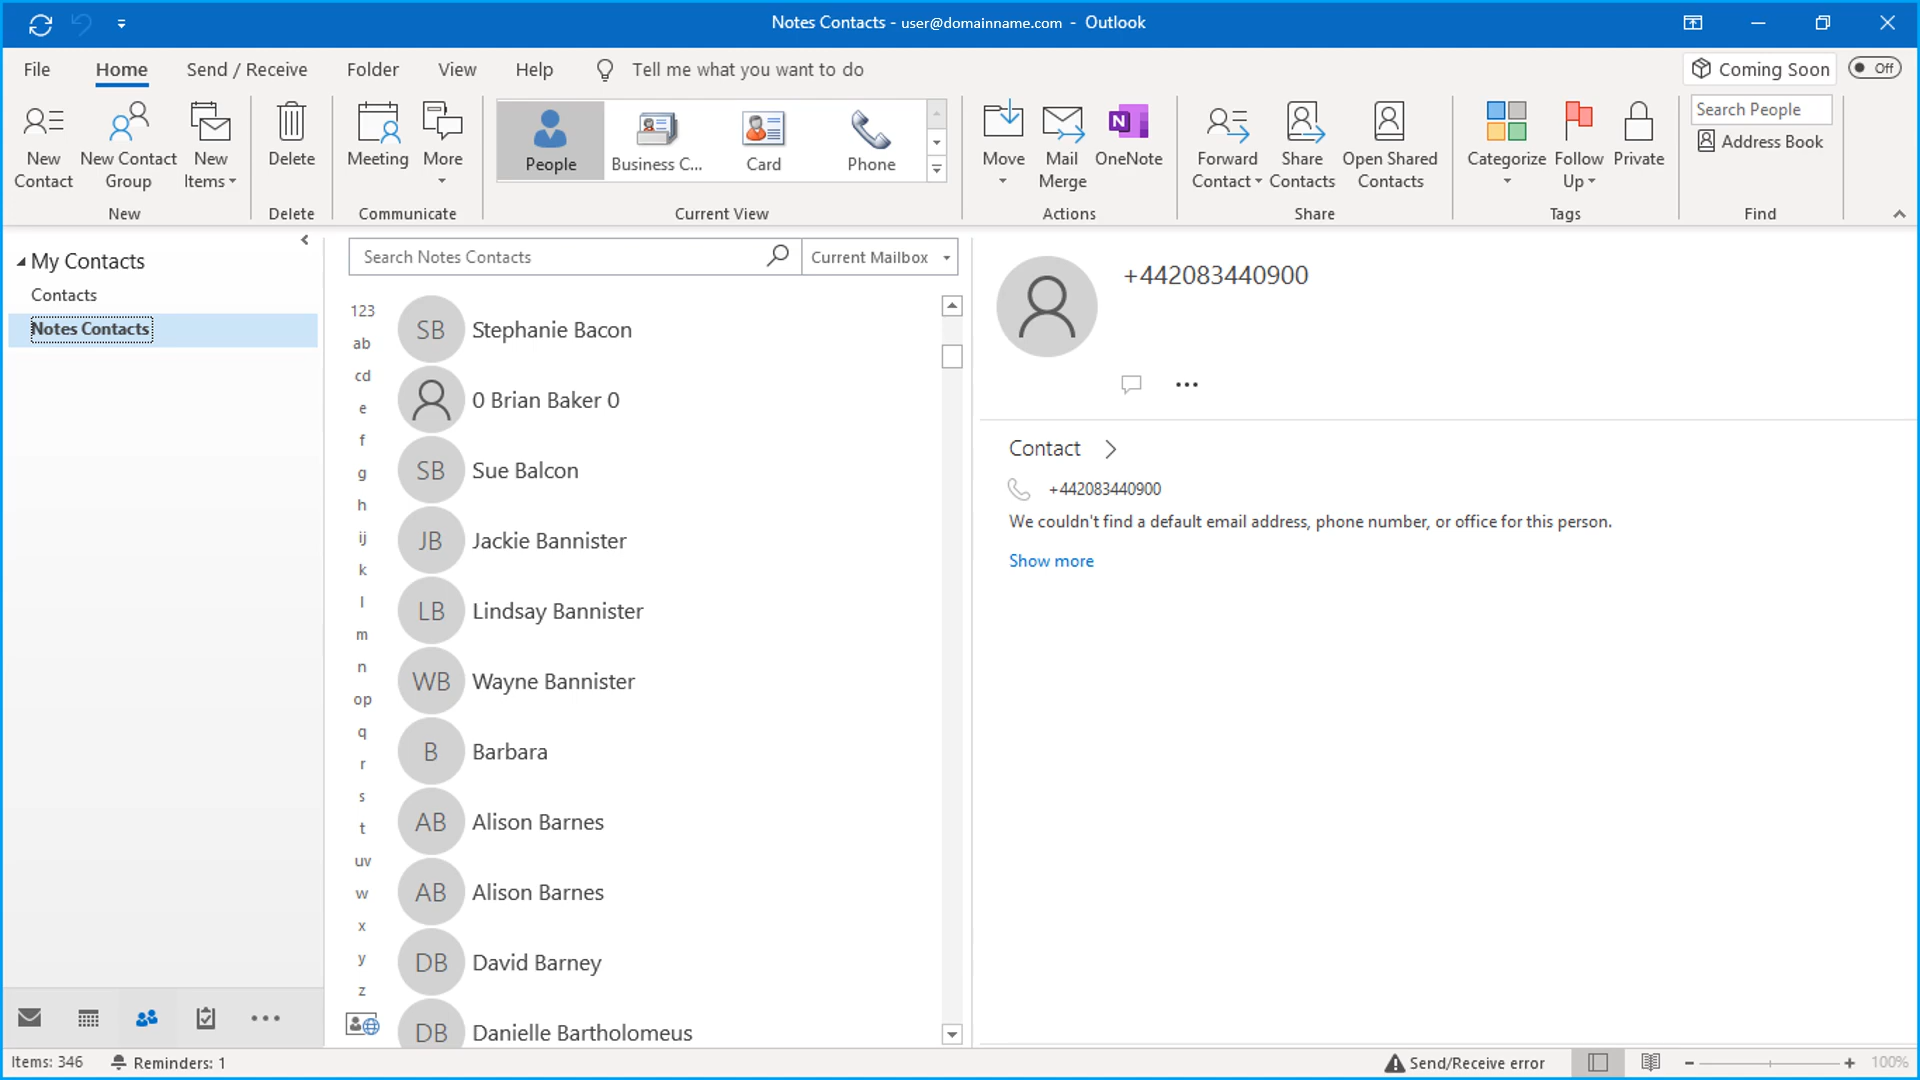 Notes Contacts - user@domainname.com - Outlook
File Home Send / Receive Folder View Help Tell me what you want to do Coming Soon Off
New Contact
New Contact Group
New Items
Delete
Meeting
More
People
Business C...
Card
Phone
Move
Mail Merge
OneNote
Forward Contact
Share Contacts
Open Shared Contacts
Categorize
Follow Up
Private
Search People
Address Book
New Delete Communicate Current View Actions Share Tags Find
My Contacts
Contacts
Notes Contacts
Search Notes Contacts Current Mailbox
123
ab
cd
e
f
g
h
ij
k
l
m
n
op
q
r
s
t
uv
w
x
y
z
SB Stephanie Bacon
0 Brian Baker 0
SB Sue Balcon
JB Jackie Bannister
LB Lindsay Bannister
WB Wayne Bannister
B Barbara
AB Alison Barnes
AB Alison Barnes
DB David Barney
DB Danielle Bartholomeus
+442083440900
Contact
+442083440900
We couldn't find a default email address, phone number, or office for this person.
Show more
Items: 346 Reminders: 1 Send/Receive error 100%